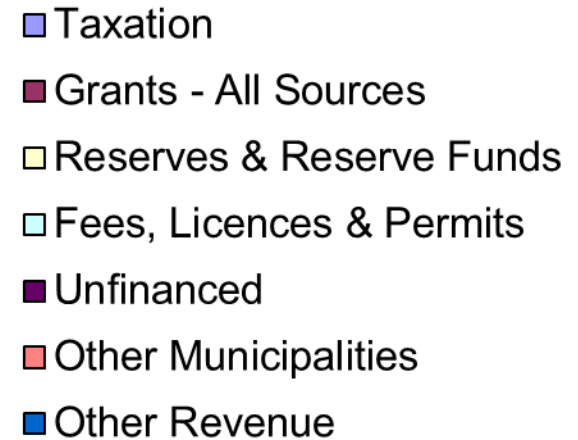 Taxation
Grants - All Sources
Reserves & Reserve Funds
Fees, Licences & Permits
Unfinanced
Other Municipalities
Other Revenue